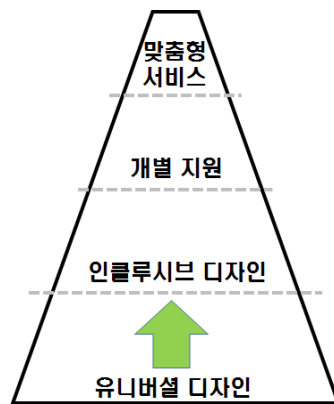 맞춤형
서비스
개별 지원
인클루시브 디자인
유니버셜 디자인